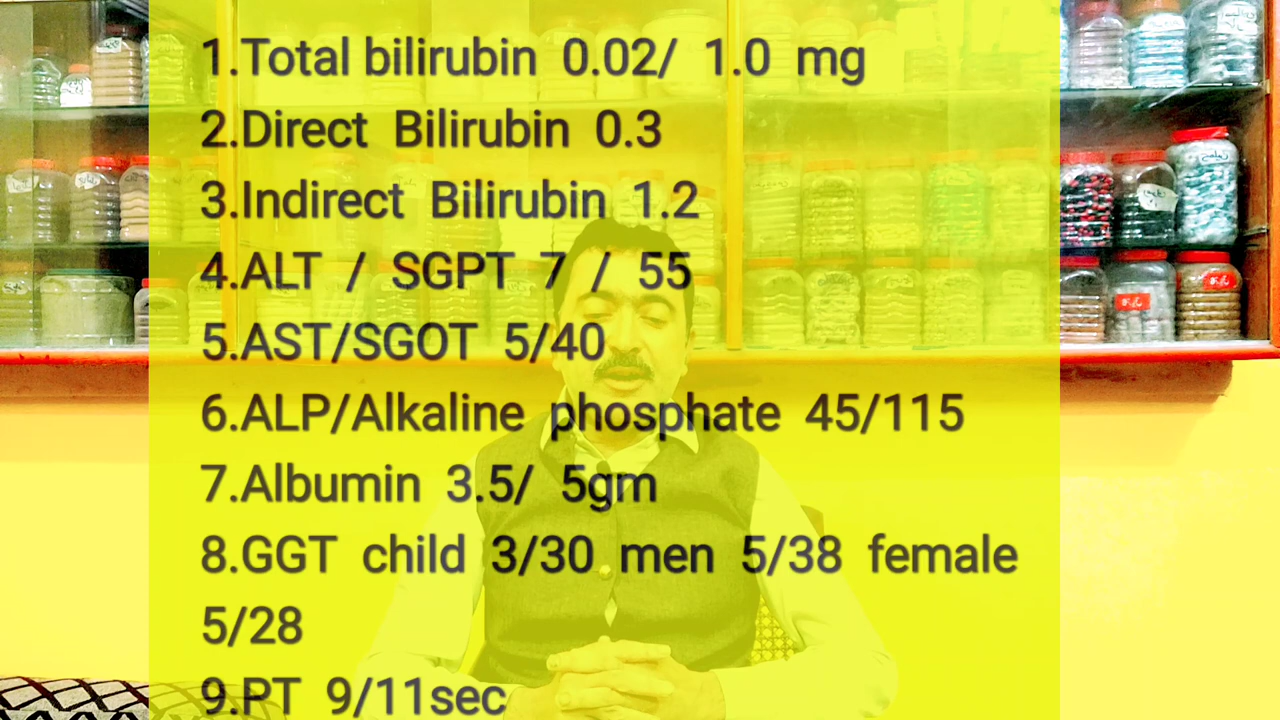 1.Total bilirubin 0.02/ 1.0 mg
2.Direct Bilirubin 0.3
3.Indirect Bilirubin 1.2
4.ALT / SGPT 7 / 55
5.AST/SGOT 5/40
6.ALP/Alkaline phosphate 45/115
7.Albumin 3.5/ 5gm
8.GGT child 3/30 men 5/38 female
5/28
9.PT 9/11sec